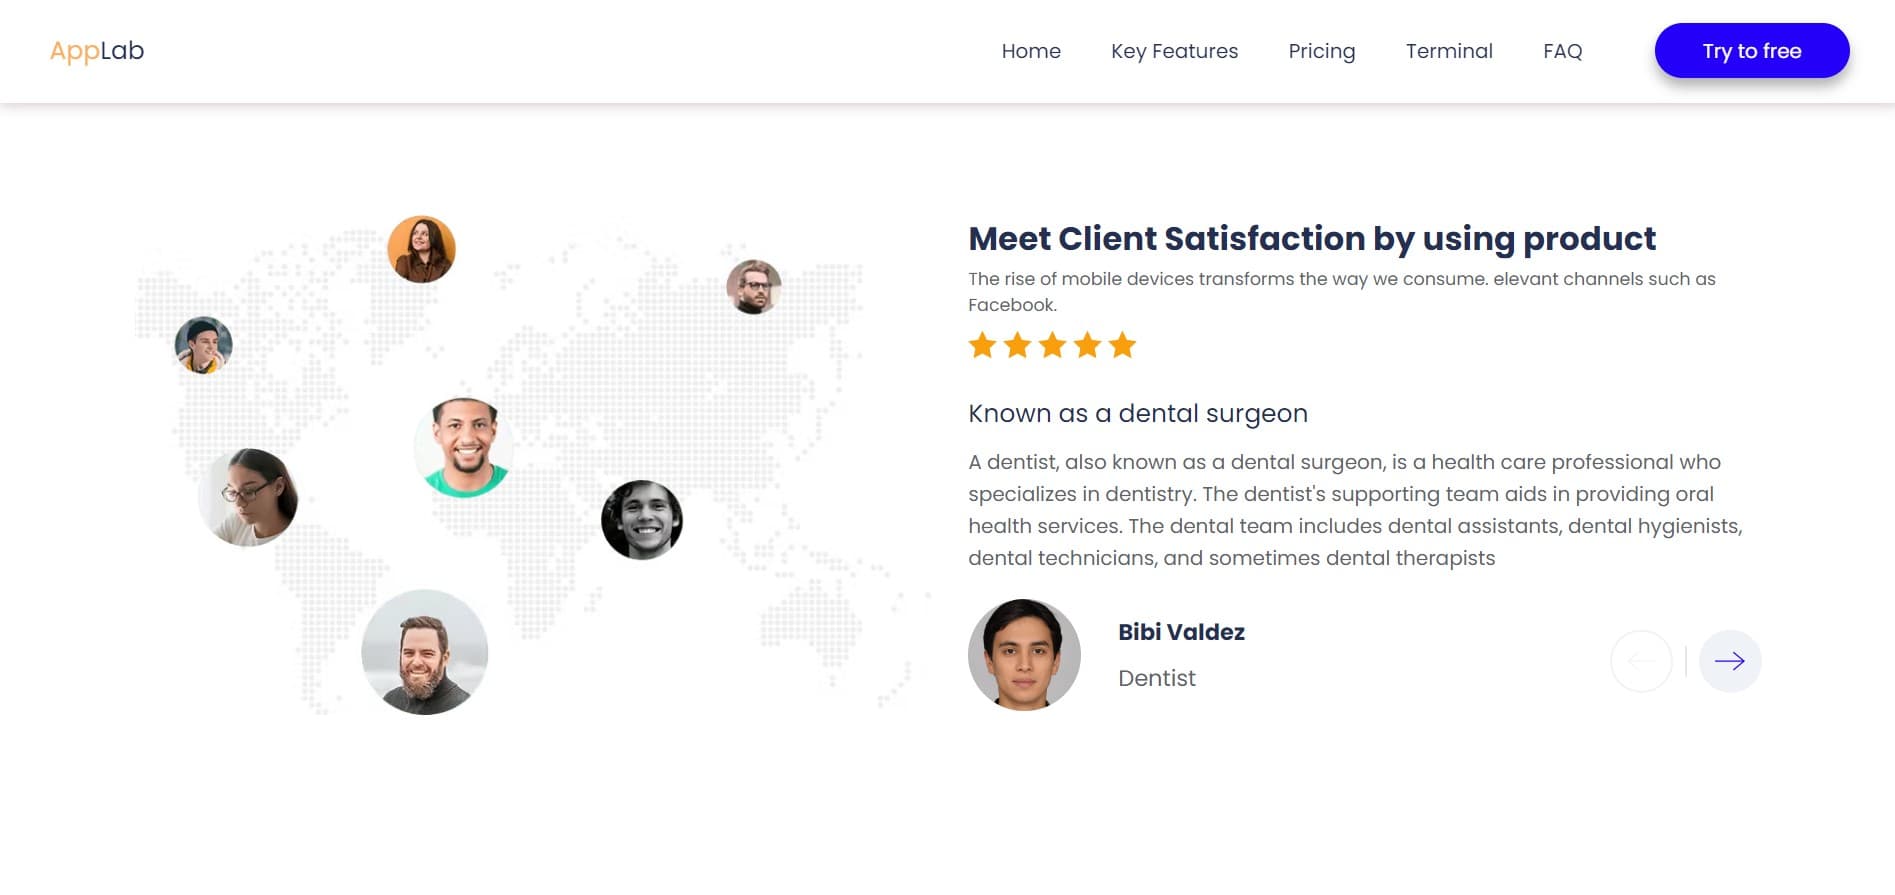 AppLab
Home
Key Features
Pricing
Terminal
FAQ
Try to free
Meet Client Satisfaction by using product
The rise of mobile devices transforms the way we consume. elevant channels such as
Facebook.
Known as a dental surgeon
A dentist, also known as a dental surgeon, is a health care professional who
specializes in dentistry. The dentist's supporting team aids in providing oral
health services. The dental team includes dental assistants, dental hygienists,
dental technicians, and sometimes dental therapists
Bibi Valdez
Dentist